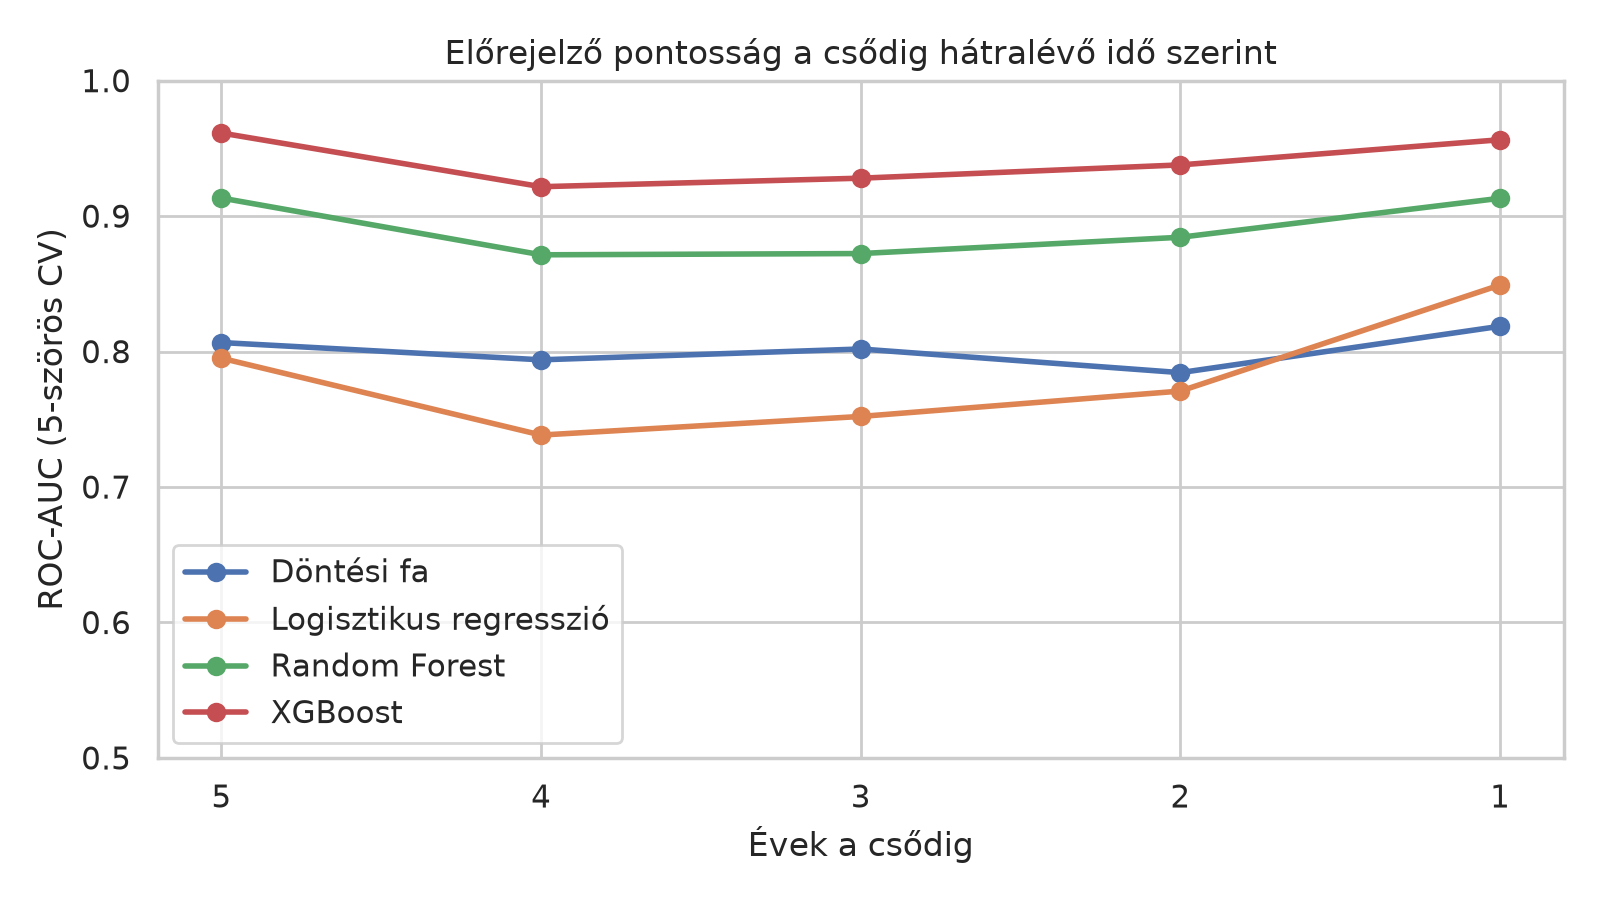 Előrejelző pontosság a csődig hátralévő idő szerint
ROC-AUC (5-szörös CV)
1.0
0.9
0.8
0.7
0.6
0.5
Döntési fa
Logisztikus regresszió
Random Forest
XGBoost
5 4 3 2 1
Évek a csődig